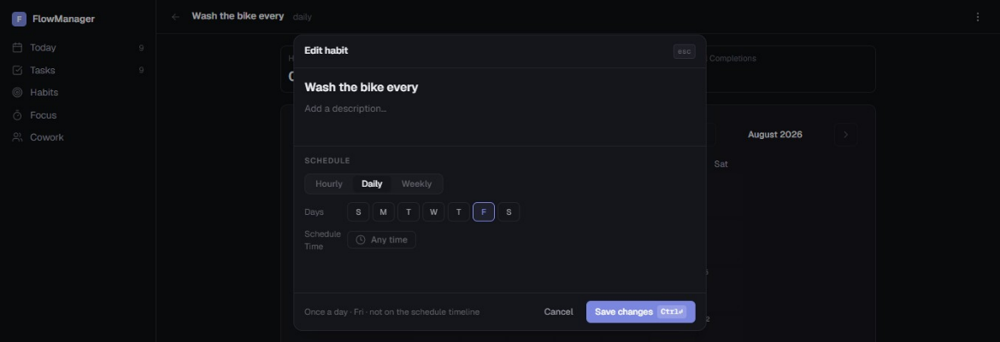 F FlowManager
Today 9
Tasks 9
Habits
Focus
Cowork
← Wash the bike every daily
Completions
August 2026
Sat
Edit habit esc
Wash the bike every
Add a description...
SCHEDULE
Hourly Daily Weekly
Days S M T W T F S
Schedule
Time
Any time
Once a day · Fri · not on the schedule timeline
Cancel
Save changes Ctrl⏎